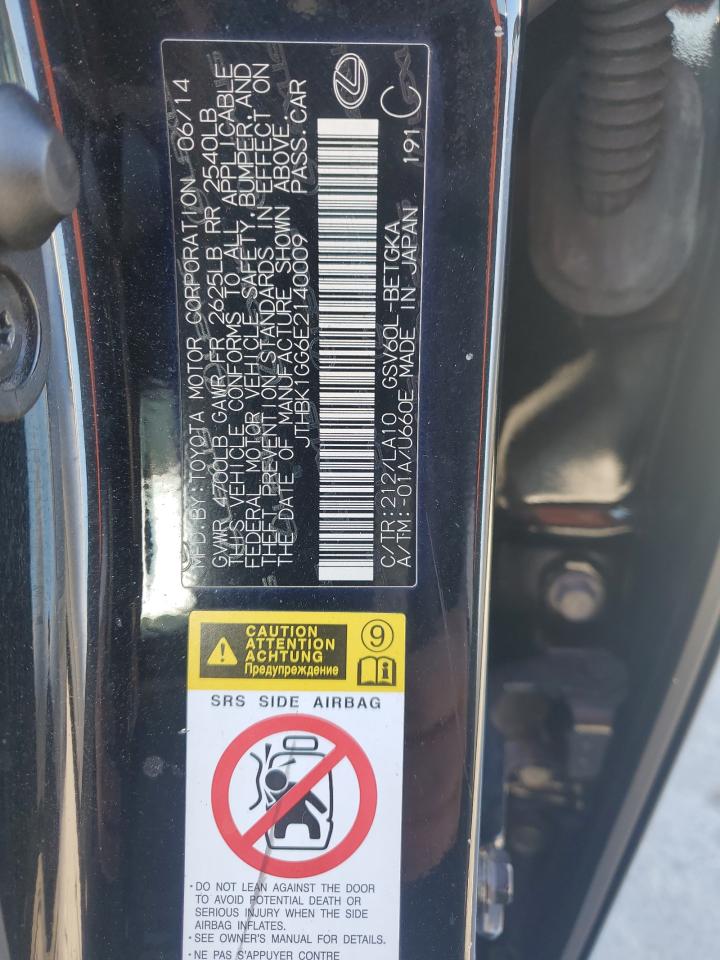 MFD.BY:TOYOTA MOTOR CORPORATION 06/14
GVWR 4700LB GAWR FR 2625LB RR 2540LB
THIS VEHICLE CONFORMS TO ALL APPLICABLE
FEDERAL MOTOR VEHICLE SAFETY,BUMPER,AND
THEFT PREVENTION STANDARDS IN EFFECT ON
THE DATE OF MANUFACTURE SHOWN ABOVE.
JTHBK1GG6E2140009 PASS.CAR
C/TR:212/LA10 GSV60L -BETGKA
A/TM:-01A/U660E MADE IN JAPAN 191 C
CAUTION
ATTENTION
ACHTUNG
Предупреждение
9
SRS SIDE AIRBAG
• DO NOT LEAN AGAINST THE DOOR
TO AVOID POTENTIAL DEATH OR
SERIOUS INJURY WHEN THE SIDE
AIRBAG INFLATES.
• SEE OWNER'S MANUAL FOR DETAILS.
• NE PAS S'APPUYER CONTRE